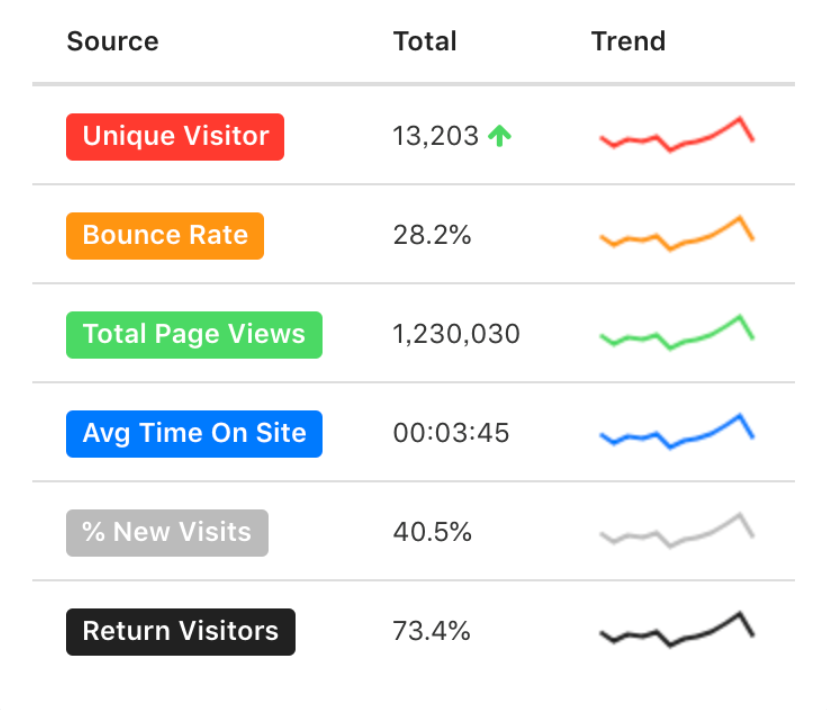 Source Total Trend
Unique Visitor 13,203
Bounce Rate 28.2%
Total Page Views 1,230,030
Avg Time On Site 00:03:45
% New Visits 40.5%
Return Visitors 73.4%